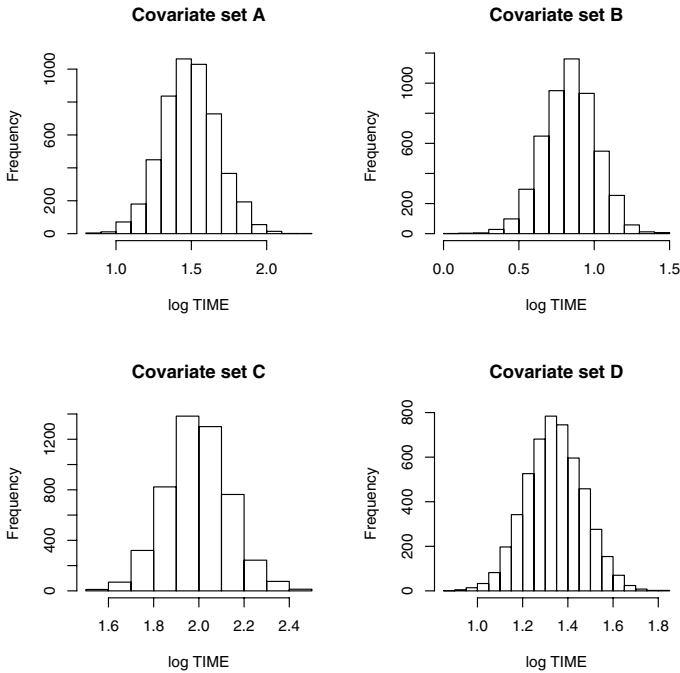 Covariate set A
Frequency
0 200 600 1000
1.0 1.5 2.0
log TIME
Covariate set B
Frequency
0 200 600 1000
0.0 0.5 1.0 1.5
log TIME
Covariate set C
Frequency
0 400 800 1200
1.6 1.8 2.0 2.2 2.4
log TIME
Covariate set D
Frequency
0 200 400 600 800
1.0 1.2 1.4 1.6 1.8
log TIME